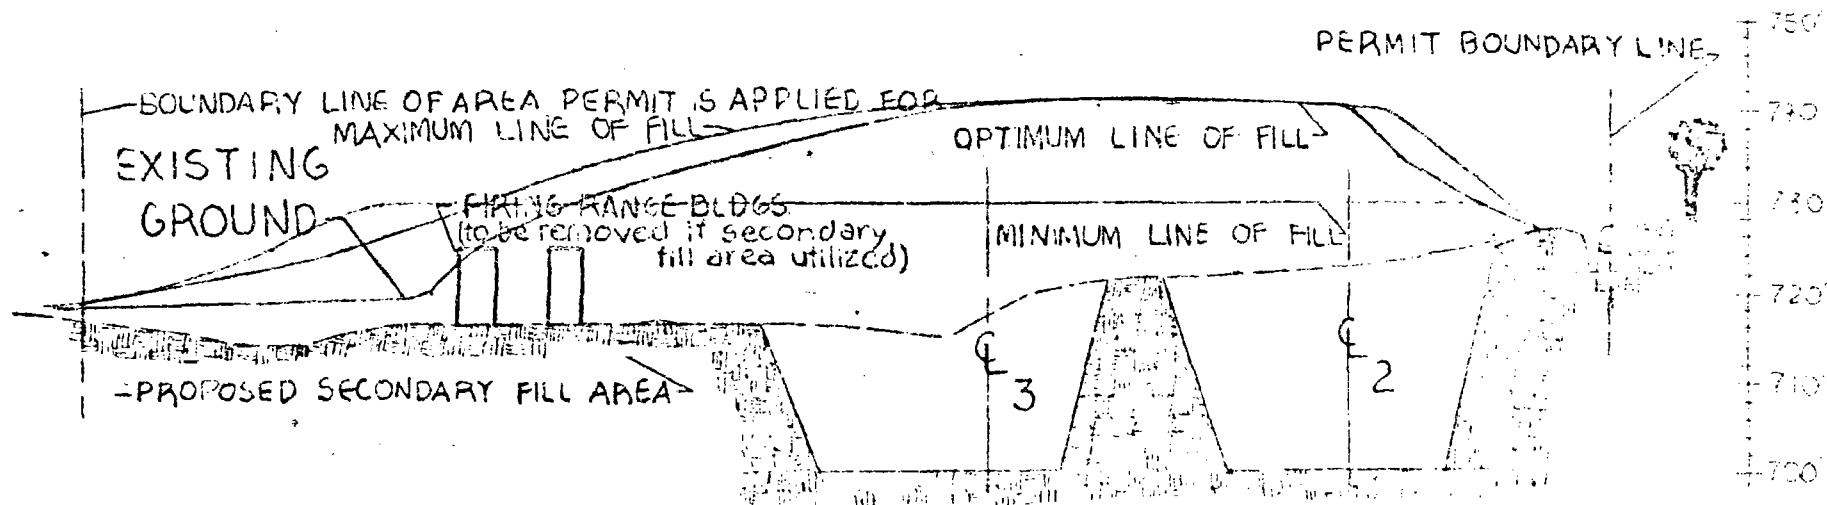 PERMIT BOUNDARY LINE
750'
BOUNDARY LINE OF AREA PERMIT IS APPLIED FOR
MAXIMUM LINE OF FILL
740'
OPTIMUM LINE OF FILL
EXISTING
GROUND
FIRING RANGE BLDGS.
(to be removed if secondary
fill area utilized)
730'
MINIMUM LINE OF FILL
720'
℄
3
℄
2
PROPOSED SECONDARY FILL AREA
710'
700'